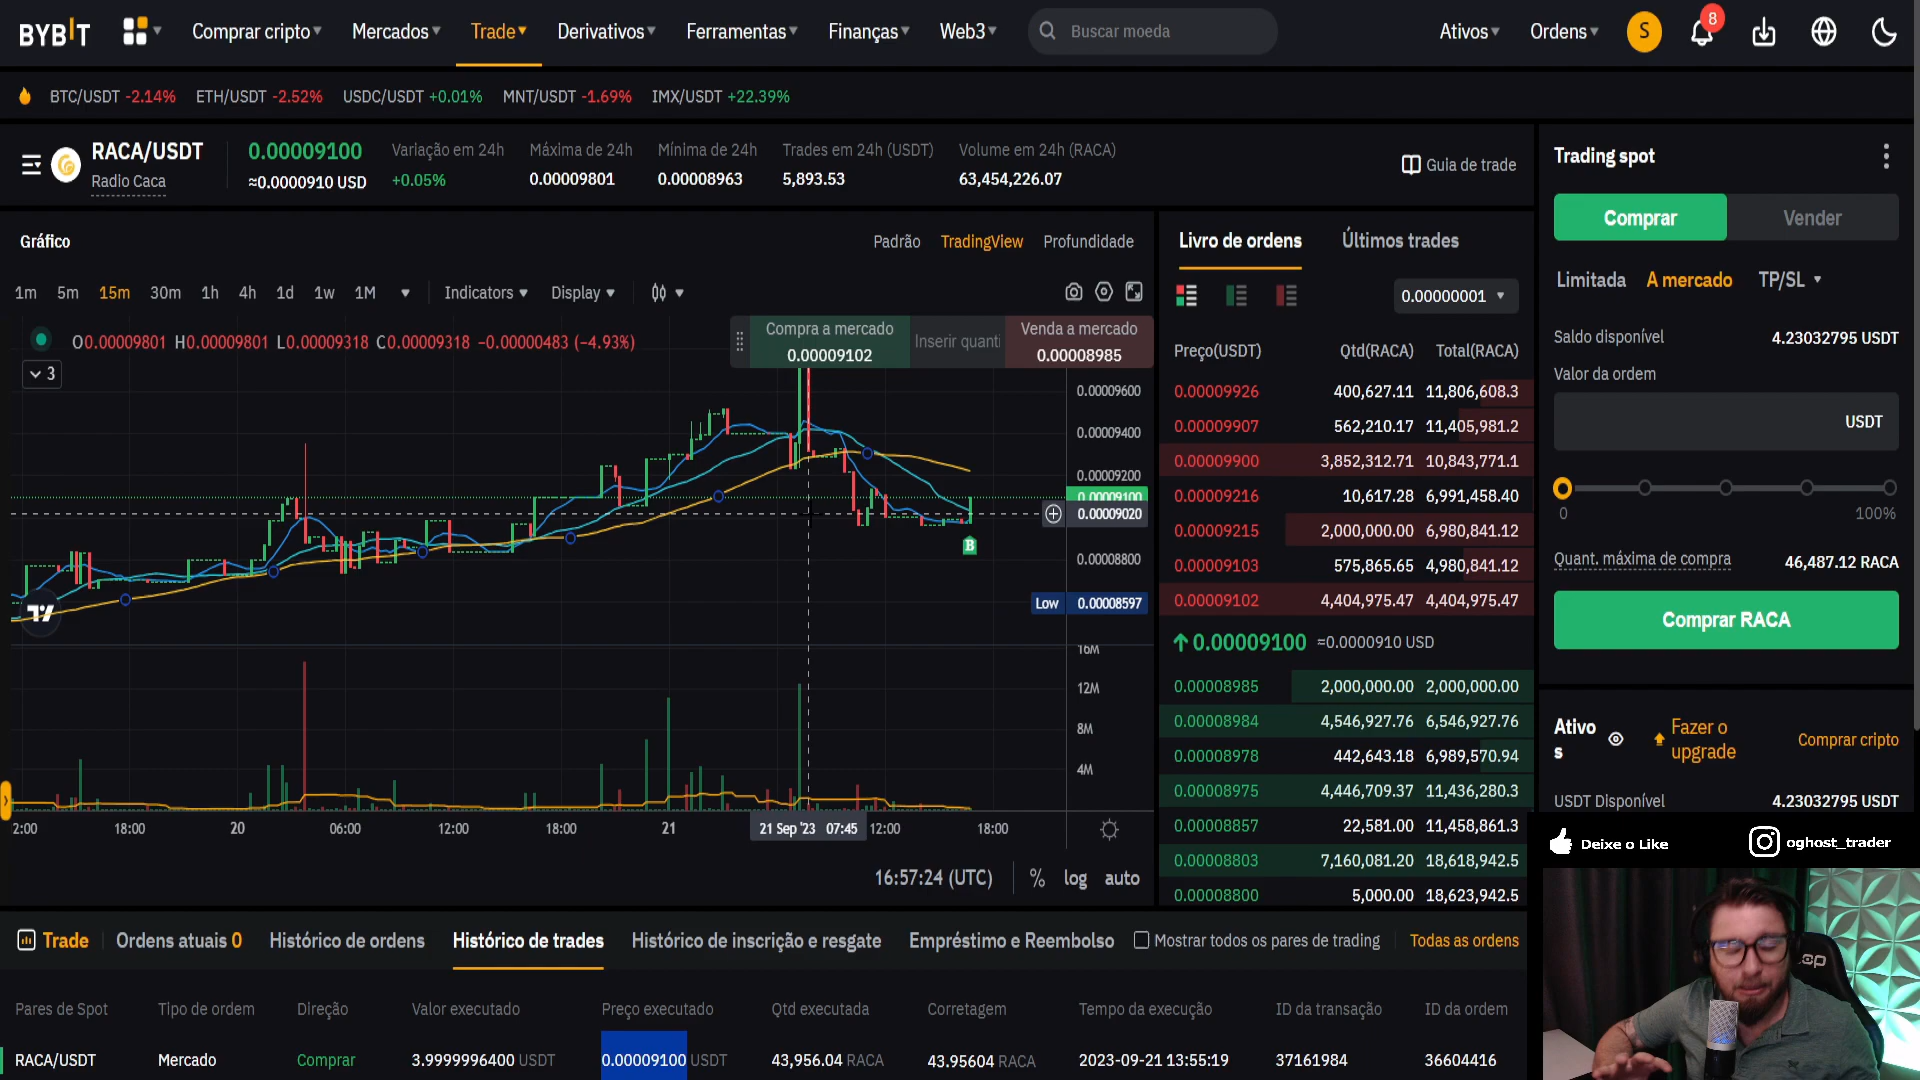 BYBIT Comprar cripto Mercados Trade Derivativos Ferramentas Finanças Web3 Buscar moeda Ativos Ordens S 8
BTC/USDT -2.14% ETH/USDT -2.52% USDC/USDT +0.01% MNT/USDT -1.69% IMX/USDT +22.39%
RACA/USDT
Radio Caca
0.00009100
≈0.0000910 USD
Variação em 24h
+0.05%
Máxima de 24h
0.00009801
Mínima de 24h
0.00008963
Trades em 24h (USDT)
5,893.53
Volume em 24h (RACA)
63,454,226.07
Guia de trade
Gráfico
Padrão TradingView Profundidade
1m 5m 15m 30m 1h 4h 1d 1w 1M Indicators Display
O0.00009801 H0.00009801 L0.00009318 C0.00009318 −0.00000483 (−4.93%)
3
Compra a mercado
0.00009102
Inserir quanti
Venda a mercado
0.00008985
0.00009600
0.00009400
0.00009200
0.00009100
0.00009020
0.00008800
Low 0.00008597
B
16M
12M
8M
4M
2:00 18:00 20 06:00 12:00 18:00 21 21 Sep '23 07:45 12:00 18:00
16:57:24 (UTC) % log auto
Livro de ordens Últimos trades
0.00000001
Preço(USDT) Qtd(RACA) Total(RACA)
0.00009926 400,627.11 11,806,608.3
0.00009907 562,210.17 11,405,981.2
0.00009900 3,852,312.71 10,843,771.1
0.00009216 10,617.28 6,991,458.40
0.00009215 2,000,000.00 6,980,841.12
0.00009103 575,865.65 4,980,841.12
0.00009102 4,404,975.47 4,404,975.47
0.00009100 ≈0.0000910 USD
0.00008985 2,000,000.00 2,000,000.00
0.00008984 4,546,927.76 6,546,927.76
0.00008978 442,643.18 6,989,570.94
0.00008975 4,446,709.37 11,436,280.3
0.00008857 22,581.00 11,458,861.3
0.00008803 7,160,081.20 18,618,942.5
0.00008800 5,000.00 18,623,942.5
Trading spot
Comprar Vender
Limitada A mercado TP/SL
Saldo disponível 4.23032795 USDT
Valor da ordem
USDT
0 100%
Quant. máxima de compra 46,487.12 RACA
Comprar RACA
Ativo
s
Fazer o
upgrade
Comprar cripto
USDT Disponível 4.23032795 USDT
Deixe o Like oghost_trader
Trade Ordens atuais 0 Histórico de ordens Histórico de trades Histórico de inscrição e resgate Empréstimo e Reembolso Mostrar todos os pares de trading Todas as ordens
Pares de Spot Tipo de ordem Direção Valor executado Preço executado Qtd executada Corretagem Tempo da execução ID da transação ID da ordem
RACA/USDT Mercado Comprar 3.9999996400 USDT 0.00009100 USDT 43,956.04 RACA 43.95604 RACA 2023-09-21 13:55:19 37161984 36604416